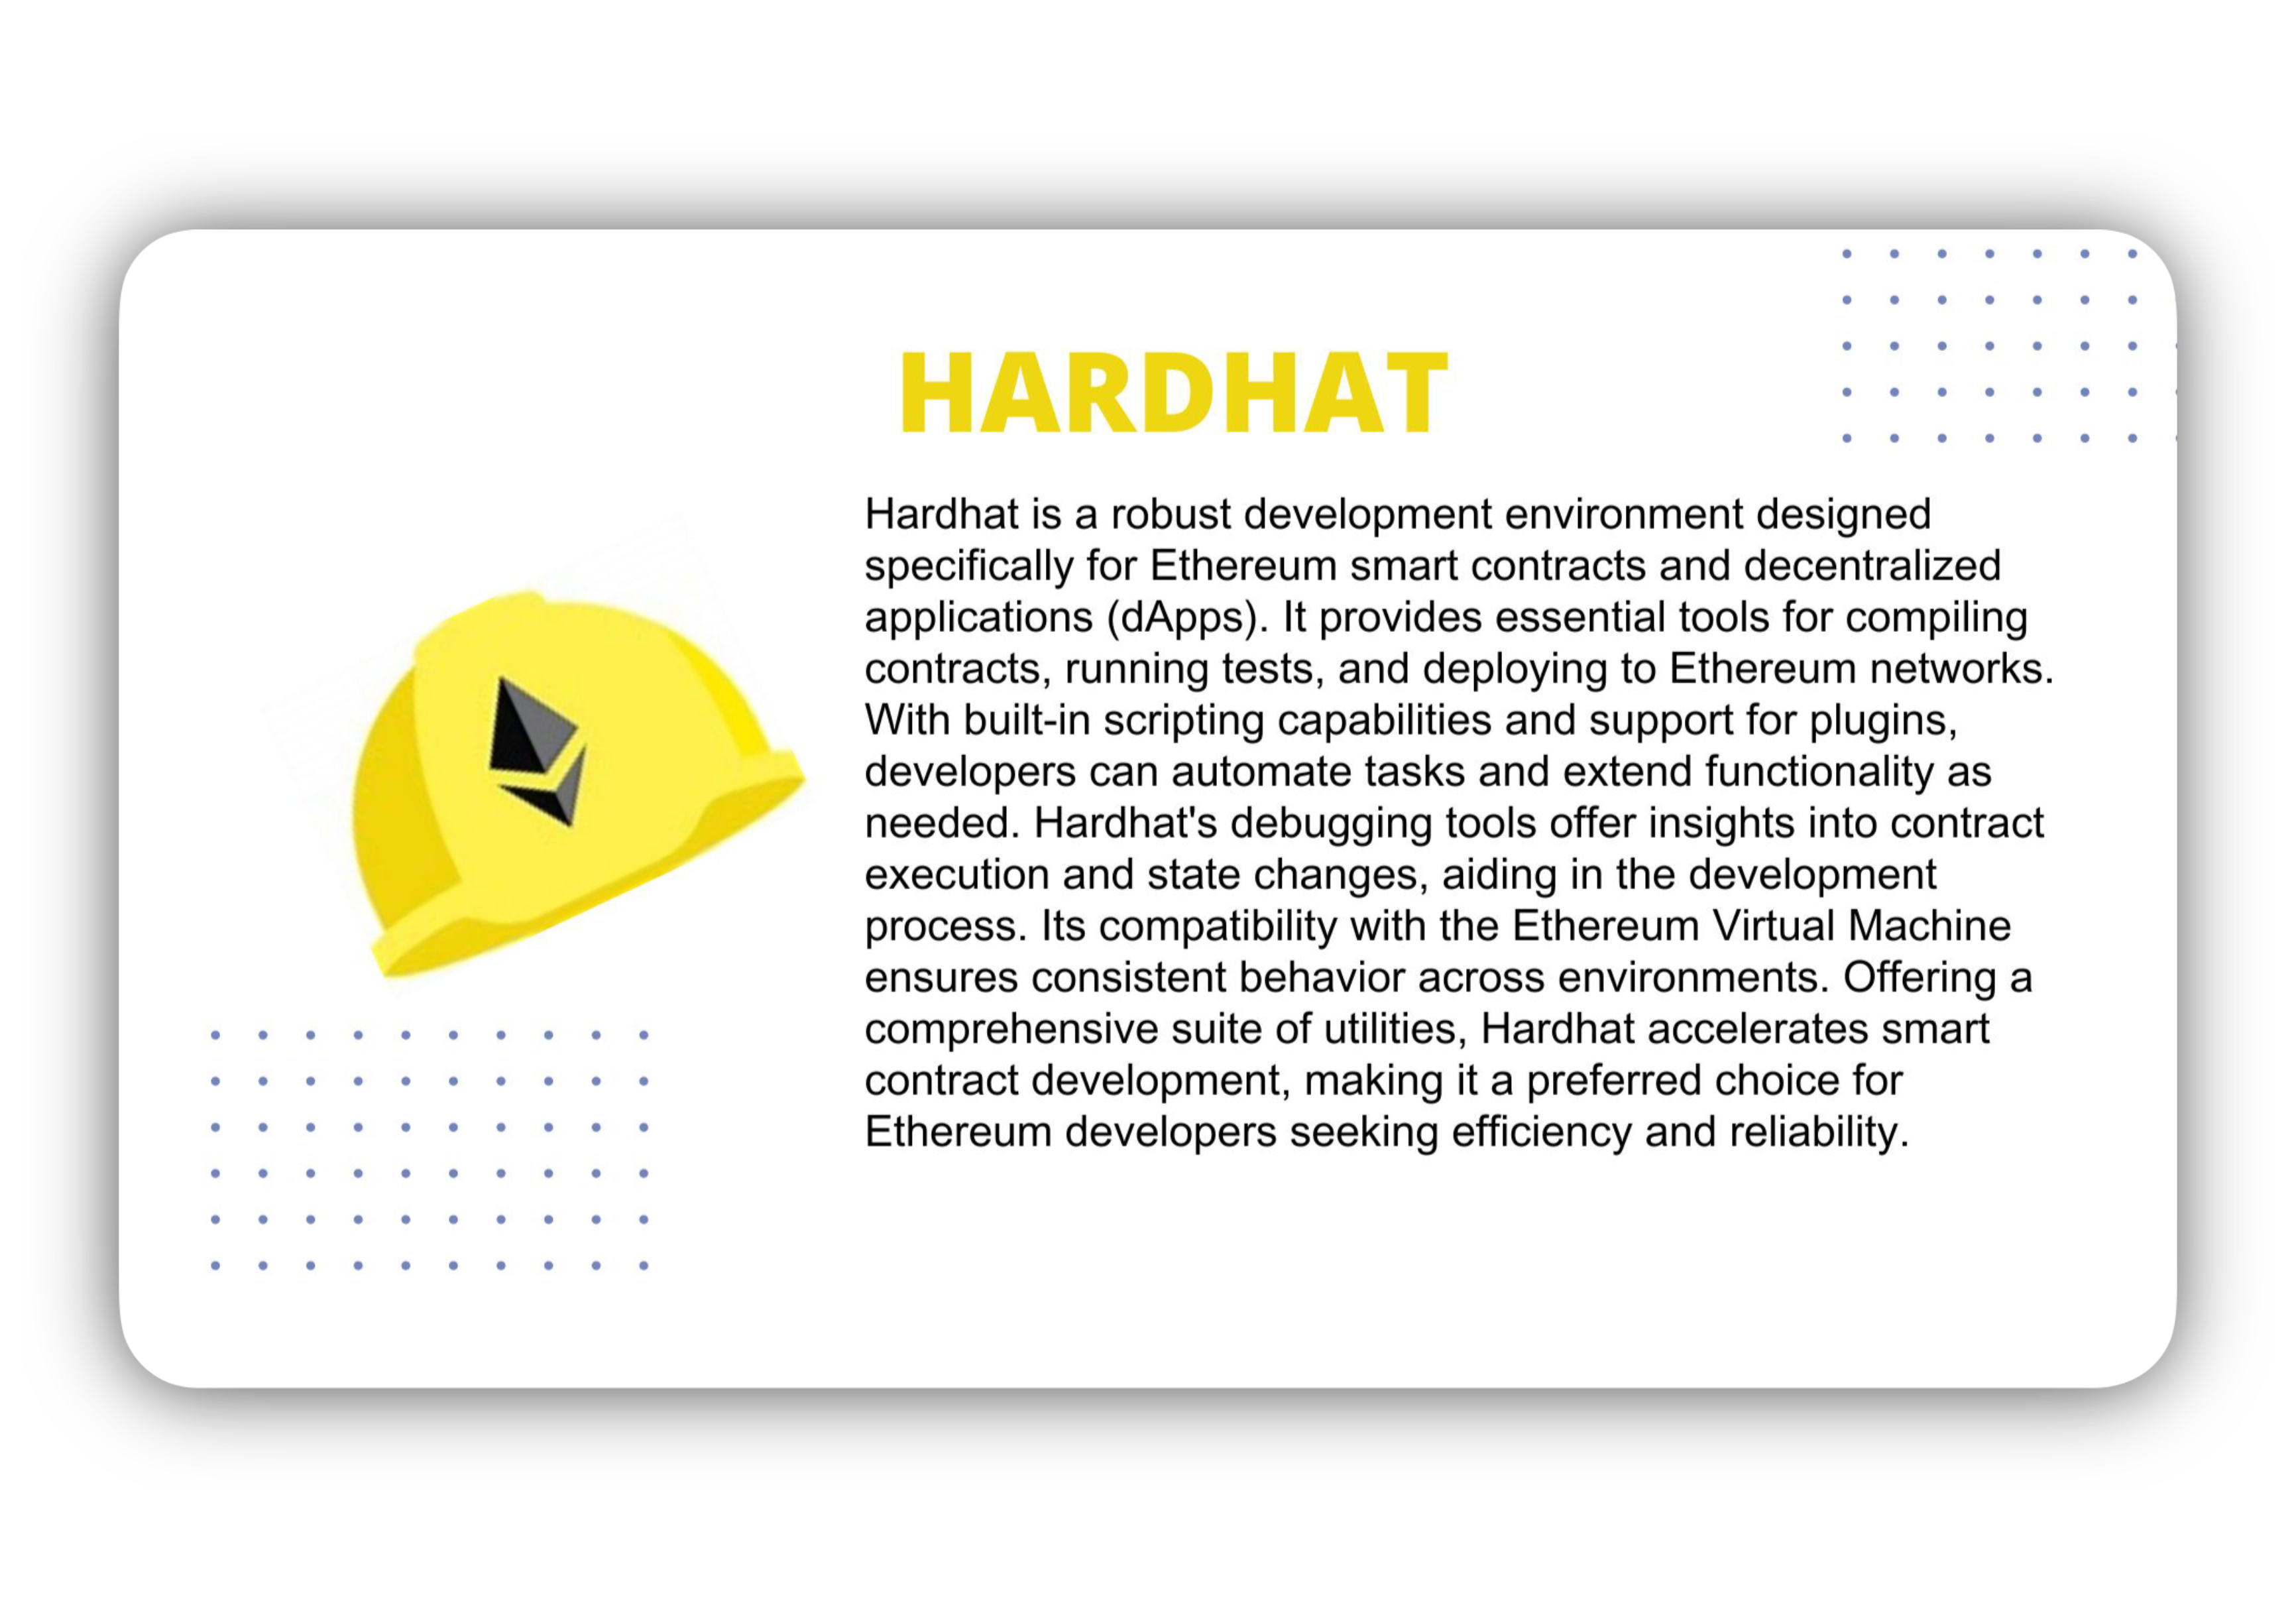 HARDHAT
Hardhat is a robust development environment designed
specifically for Ethereum smart contracts and decentralized
applications (dApps). It provides essential tools for compiling
contracts, running tests, and deploying to Ethereum networks.
With built-in scripting capabilities and support for plugins,
developers can automate tasks and extend functionality as
needed. Hardhat's debugging tools offer insights into contract
execution and state changes, aiding in the development
process. Its compatibility with the Ethereum Virtual Machine
ensures consistent behavior across environments. Offering a
comprehensive suite of utilities, Hardhat accelerates smart
contract development, making it a preferred choice for
Ethereum developers seeking efficiency and reliability.